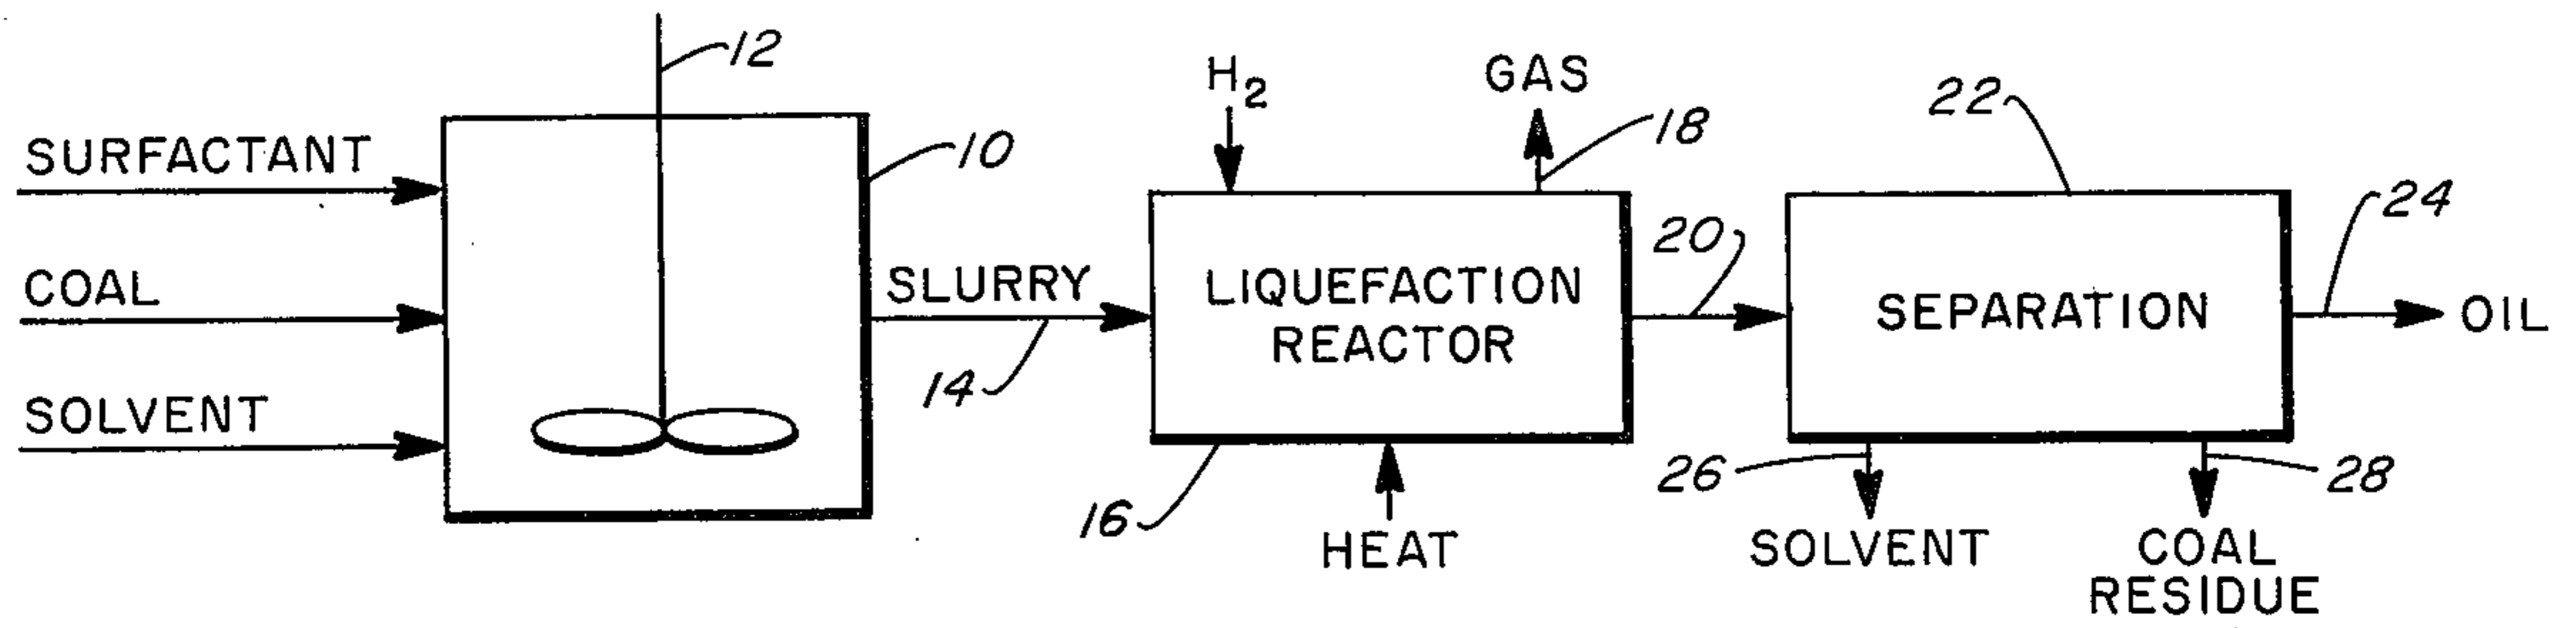 12
SURFACTANT
10
COAL
SOLVENT
SLURRY
14
H2
GAS
18
LIQUEFACTION
REACTOR
16
HEAT
20
22
SEPARATION
24
OIL
26
SOLVENT
28
COAL
RESIDUE